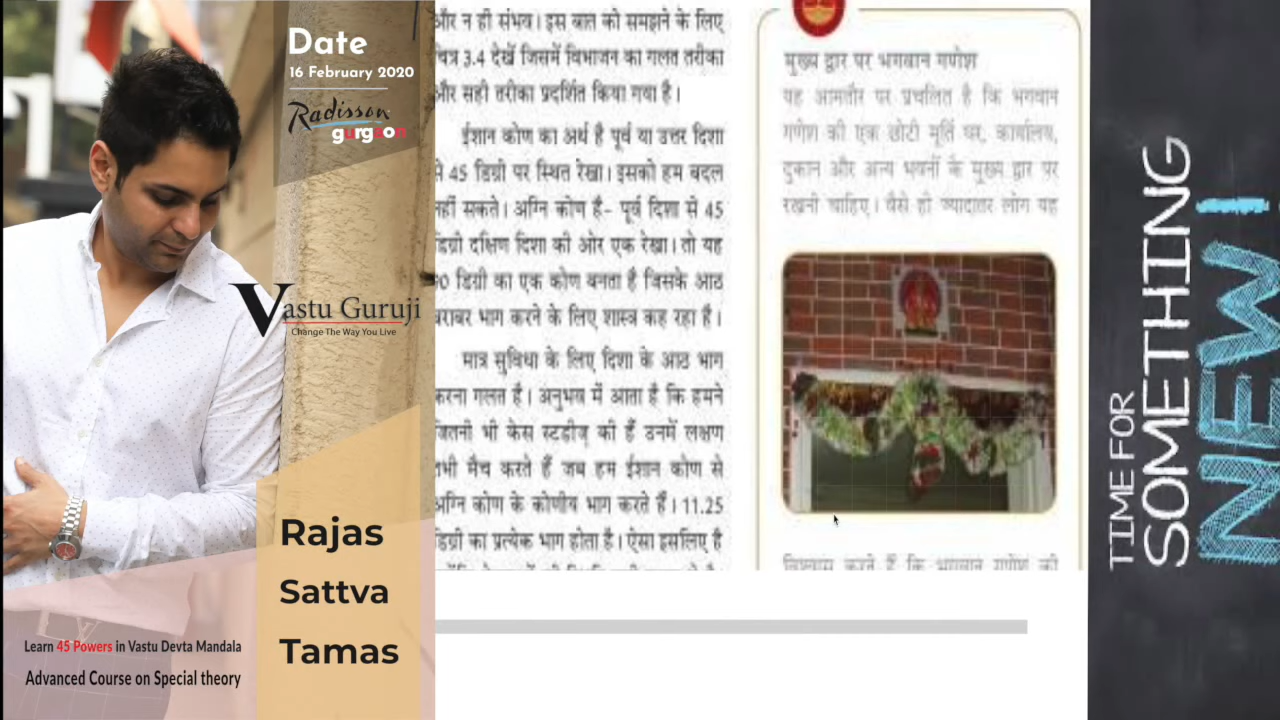 Date
16 February 2020
Radisson
gurgaon
Vastu Guruji
Change The Way You Live
Rajas
Sattva
Tamas
Learn 45 Powers in Vastu Devta Mandala
Advanced Course on Special theory
और न ही संभव। इस बात को समझने के लिए
चित्र 3.4 देखें जिसमें विभाजन का गलत तरीका
और सही तरीका प्रदर्शित किया गया है।
ईशान कोण का अर्थ है पूर्व या उत्तर दिशा
से 45 डिग्री पर स्थित रेखा। इसको हम बदल
नहीं सकते। अग्नि कोण है- पूर्व दिशा से 45
डिग्री दक्षिण दिशा की ओर एक रेखा। तो यह
90 डिग्री का एक कोण बनता है जिसके आठ
बराबर भाग करने के लिए शास्त्र कह रहा है।
मात्र सुविधा के लिए दिशा के आठ भाग
करना गलत है। अनुभव में आता है कि हमने
जितनी भी केस स्टडीज् की हैं उनमें लक्षण
तभी मैच करते हैं जब हम ईशान कोण से
अग्नि कोण के कोणीय भाग करते हैं। 11.25
डिग्री का प्रत्येक भाग होता है। ऐसा इसलिए है
मुख्य द्वार पर भगवान गणेश
यह आमतौर पर प्रचलित है कि भगवान
गणेश की एक छोटी मूर्ति घर, कार्यालय,
दुकान और अन्य भवनों के मुख्य द्वार पर
रखनी चाहिए। वैसे ही ज्यादातर लोग यह
विश्वास करते हैं कि भगवान गणेश की
TIME FOR
SOMETHING
NEW!